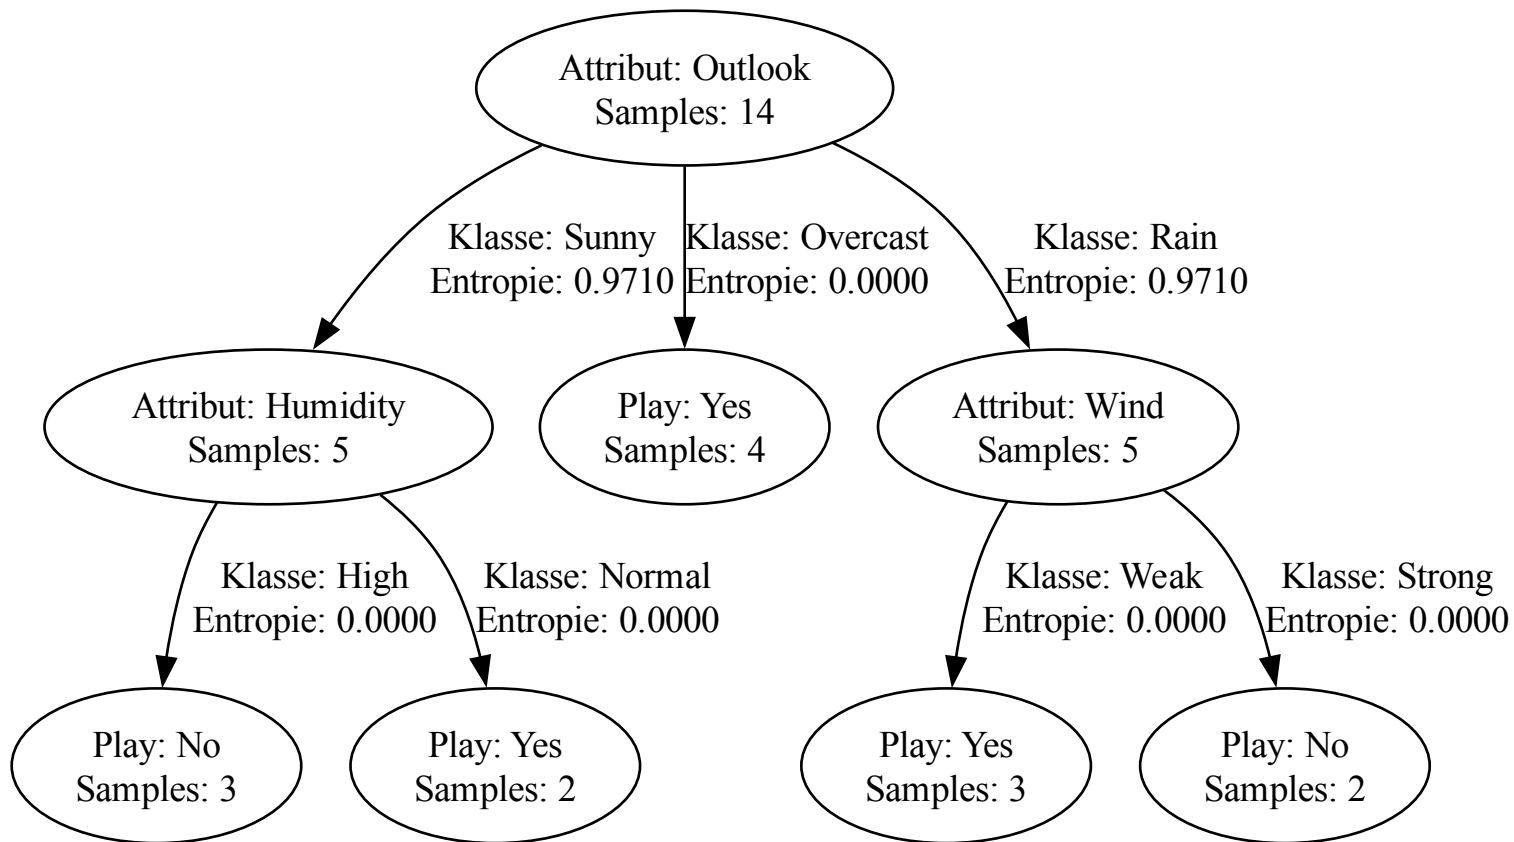 Attribut: Outlook
Samples: 14
Klasse: Sunny
Entropie: 0.9710
Klasse: Overcast
Entropie: 0.0000
Klasse: Rain
Entropie: 0.9710
Attribut: Humidity
Samples: 5
Play: Yes
Samples: 4
Attribut: Wind
Samples: 5
Klasse: High
Entropie: 0.0000
Klasse: Normal
Entropie: 0.0000
Klasse: Weak
Entropie: 0.0000
Klasse: Strong
Entropie: 0.0000
Play: No
Samples: 3
Play: Yes
Samples: 2
Play: Yes
Samples: 3
Play: No
Samples: 2